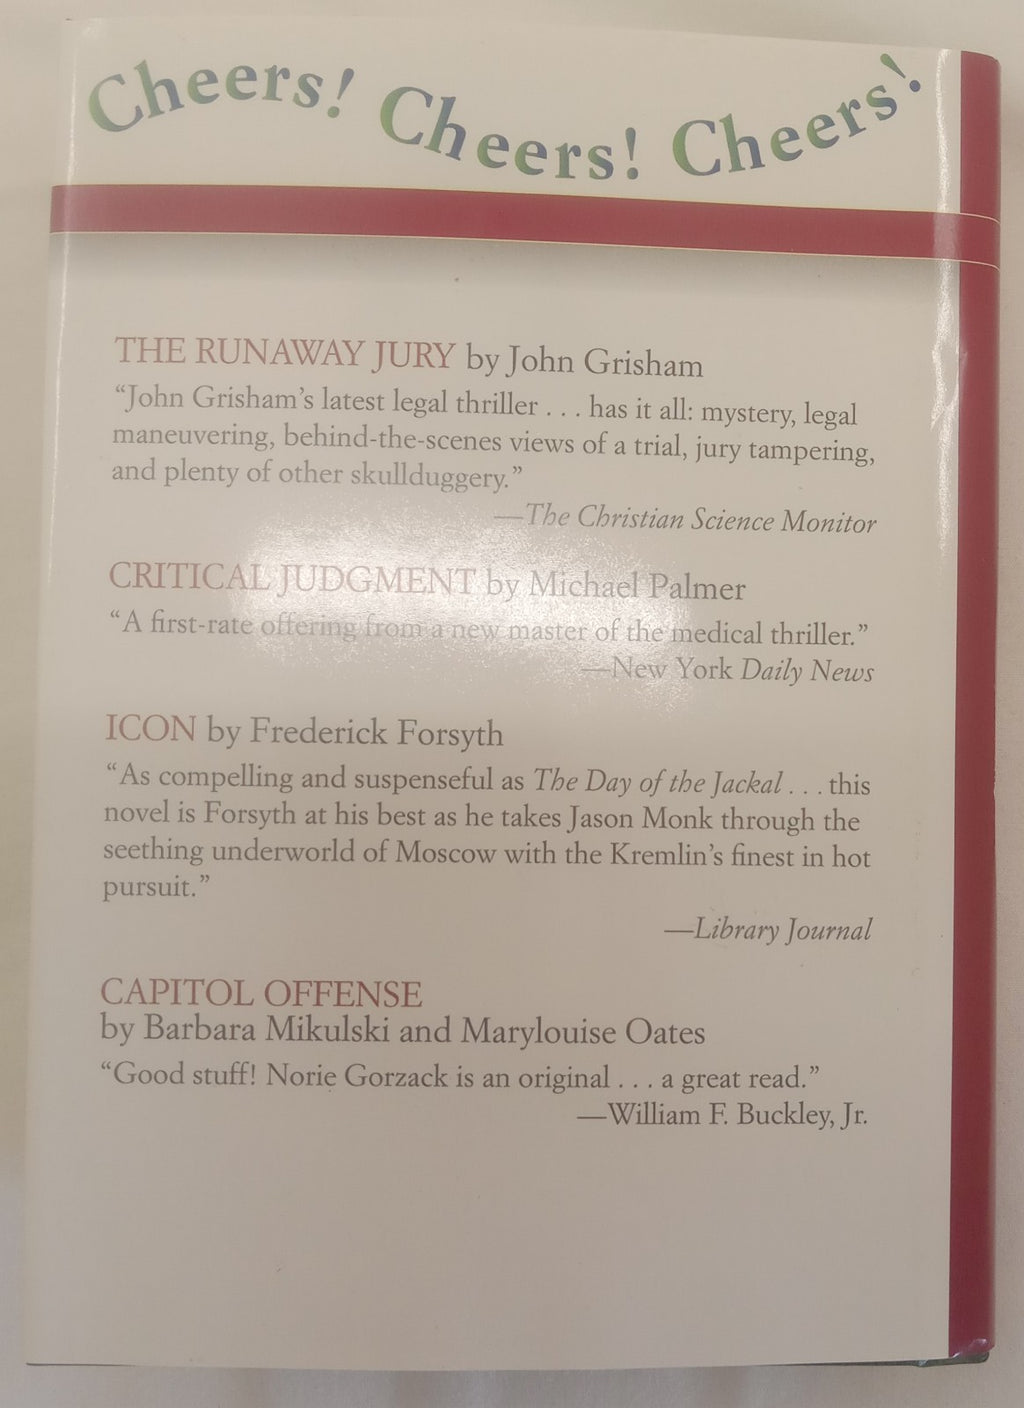 Cheers! Cheers! Cheers!
THE RUNAWAY JURY by John Grisham
“John Grisham’s latest legal thriller . . . has it all: mystery, legal
maneuvering, behind-the-scenes views of a trial, jury tampering,
and plenty of other skullduggery.”
—The Christian Science Monitor
CRITICAL JUDGMENT by Michael Palmer
“A first-rate offering from a new master of the medical thriller.”
—New York Daily News
ICON by Frederick Forsyth
“As compelling and suspenseful as The Day of the Jackal . . . this
novel is Forsyth at his best as he takes Jason Monk through the
seething underworld of Moscow with the Kremlin’s finest in hot
pursuit.”
—Library Journal
CAPITOL OFFENSE
by Barbara Mikulski and Marylouise Oates
“Good stuff! Norie Gorzack is an original . . . a great read.”
—William F. Buckley, Jr.